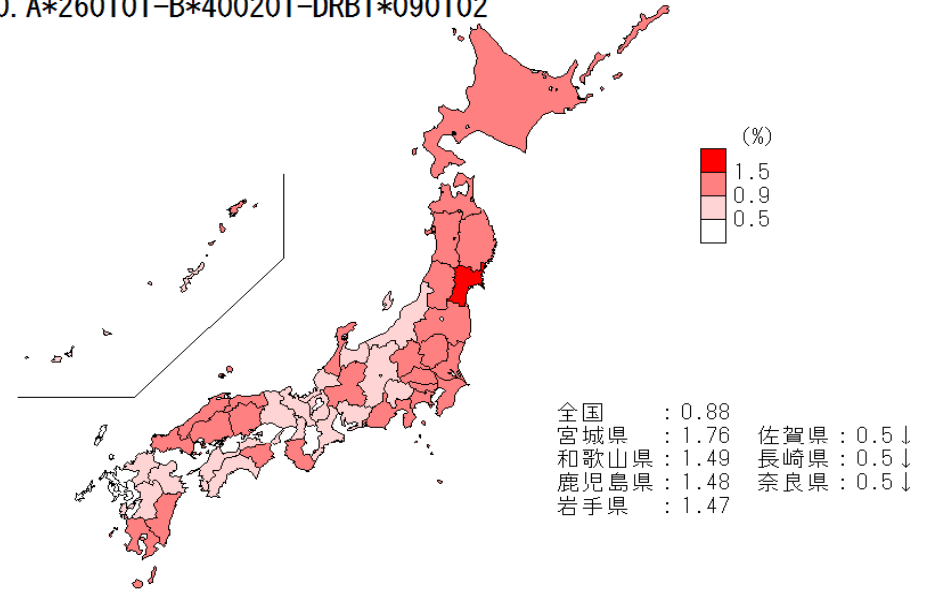 0. A*260101-B*400201-DRB1*090102
(%)
1.5
0.9
0.5
全国 : 0.88
宮城県 : 1.76 佐賀県 : 0.5↓
和歌山県 : 1.49 長崎県 : 0.5↓
鹿児島県 : 1.48 奈良県 : 0.5↓
岩手県 : 1.47